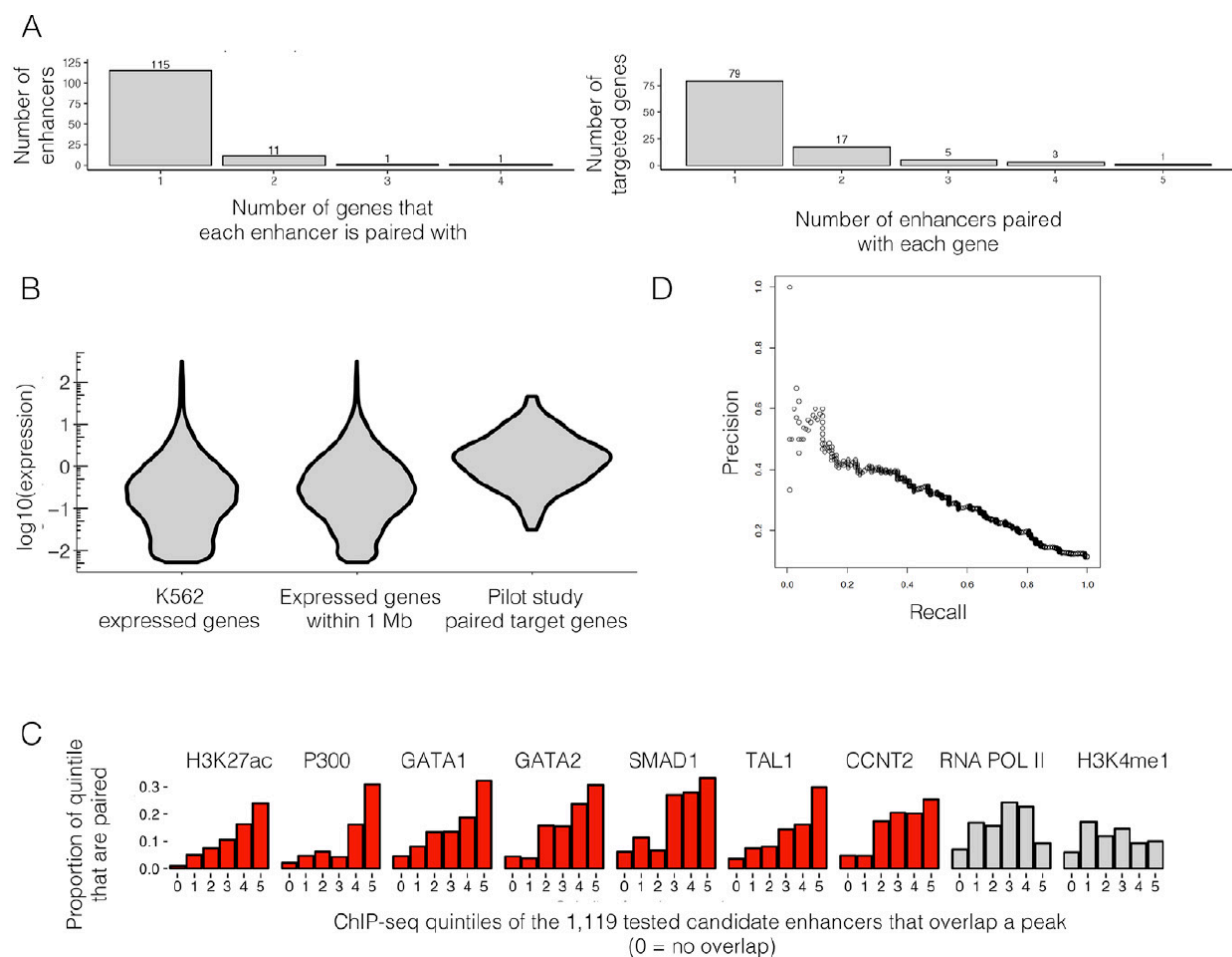 A
Number of
enhancers
125
100
75
50
25
0
115
11
1
1
1
2
3
4
Number of genes that
each enhancer is paired with
Number of
targeted genes
75
50
25
0
79
17
5
3
1
1
2
3
4
5
Number of enhancers paired
with each gene
B
log10(expression)
2
1
0
−1
−2
K562
expressed genes
Expressed genes
within 1 Mb
Pilot study
paired target genes
D
Precision
1.0
0.8
0.6
0.4
0.2
0.0
0.2
0.4
0.6
0.8
1.0
Recall
C
Proportion of quintile
that are paired
H3K27ac P300 GATA1 GATA2 SMAD1 TAL1 CCNT2 RNA POL II H3K4me1
0.3
0.2
0.1
0.0
0 1 2 3 4 5 0 1 2 3 4 5 0 1 2 3 4 5 0 1 2 3 4 5 0 1 2 3 4 5 0 1 2 3 4 5 0 1 2 3 4 5 0 1 2 3 4 5 0 1 2 3 4 5
ChIP-seq quintiles of the 1,119 tested candidate enhancers that overlap a peak
(0 = no overlap)